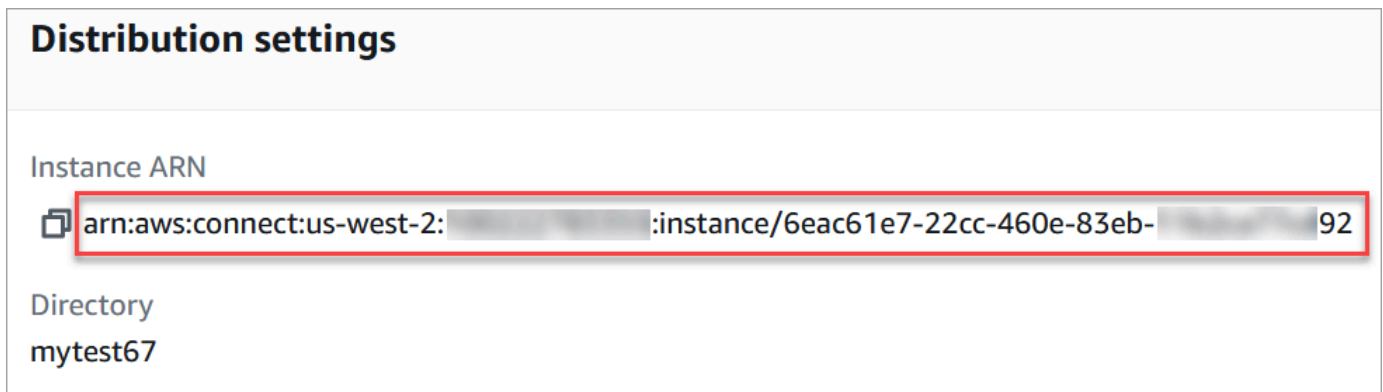 Distribution settings
Instance ARN
arn:aws:connect:us-west-2: :instance/6eac61e7-22cc-460e-83eb- 92
Directory
mytest67